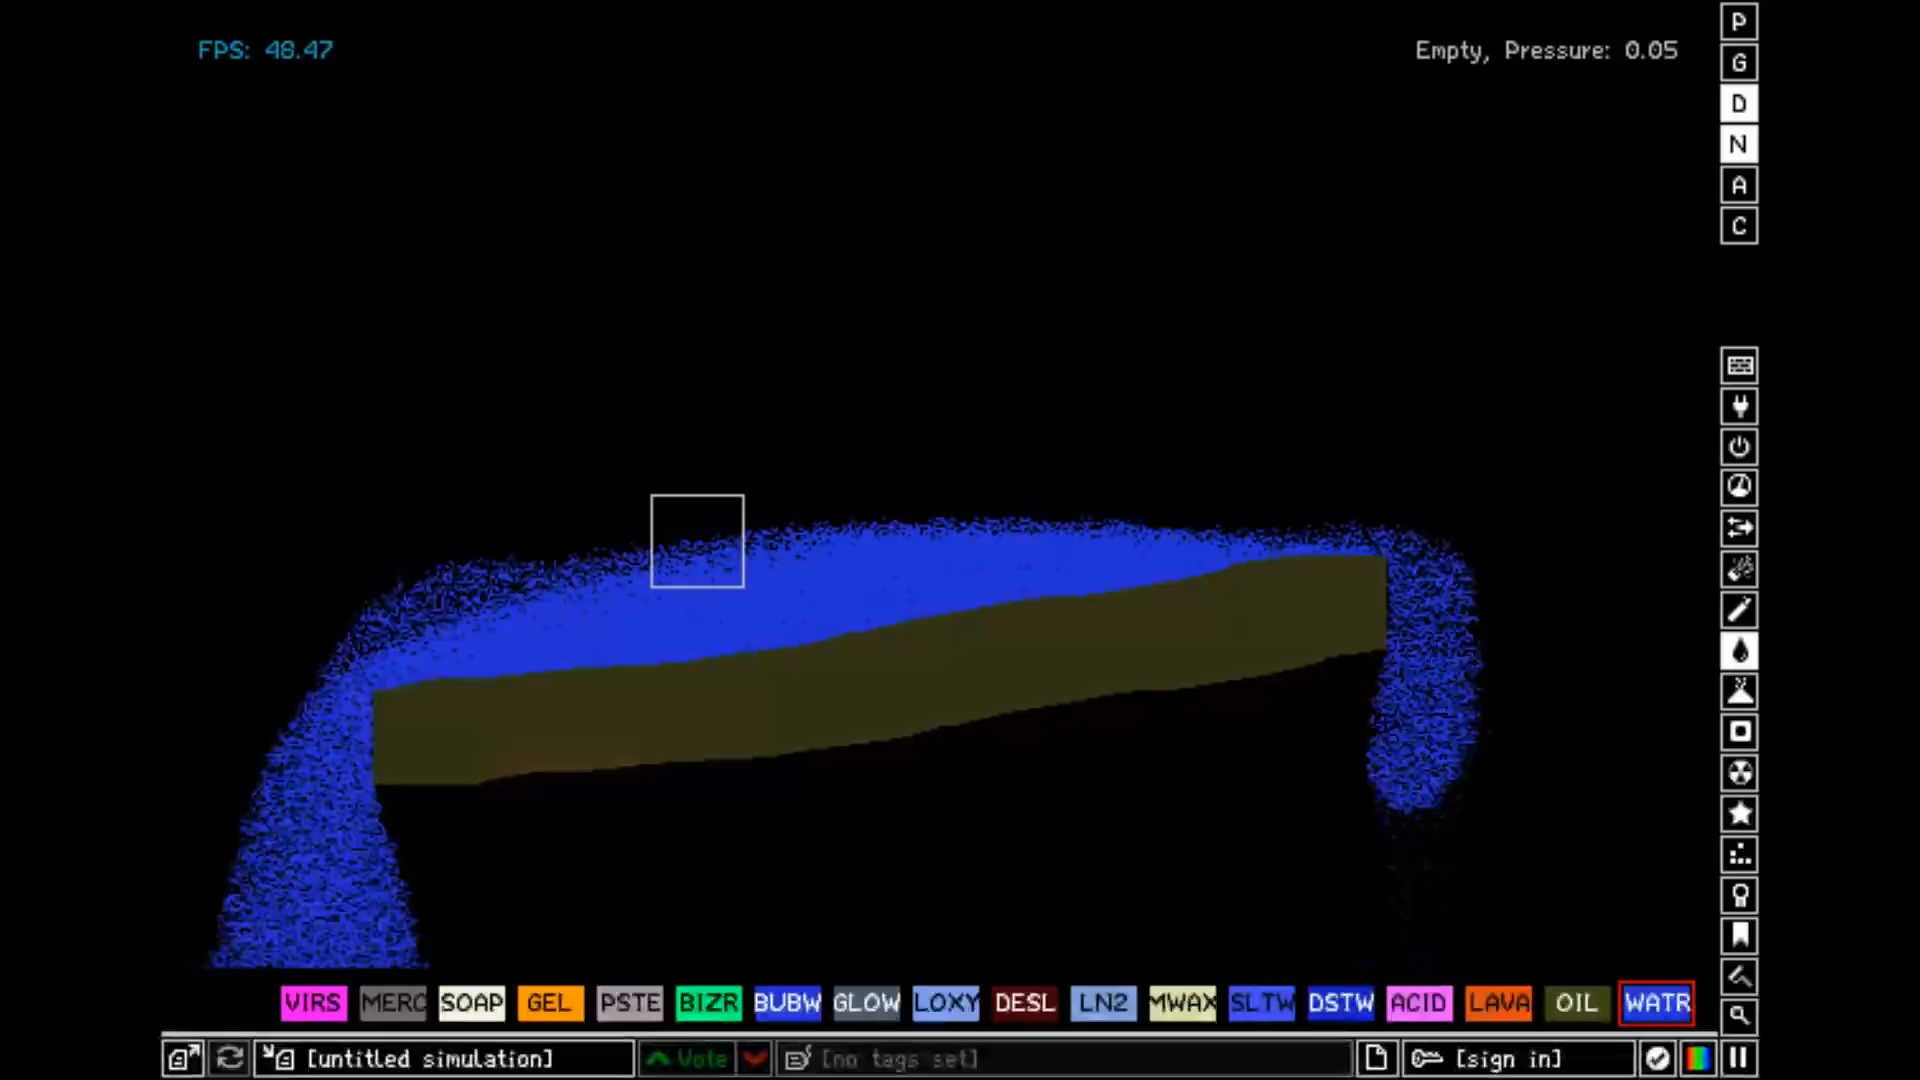 P
FPS: 48.47
Empty, Pressure: 0.05
G
D
N
A
C
VIRS MERC SOAP GEL PSTE BIZR BUBW GLOW LOXY DESL LN2 MWAX SLTW DSTW ACID LAVA OIL WATR
[untitled simulation] Vote [no tags set] [sign in]